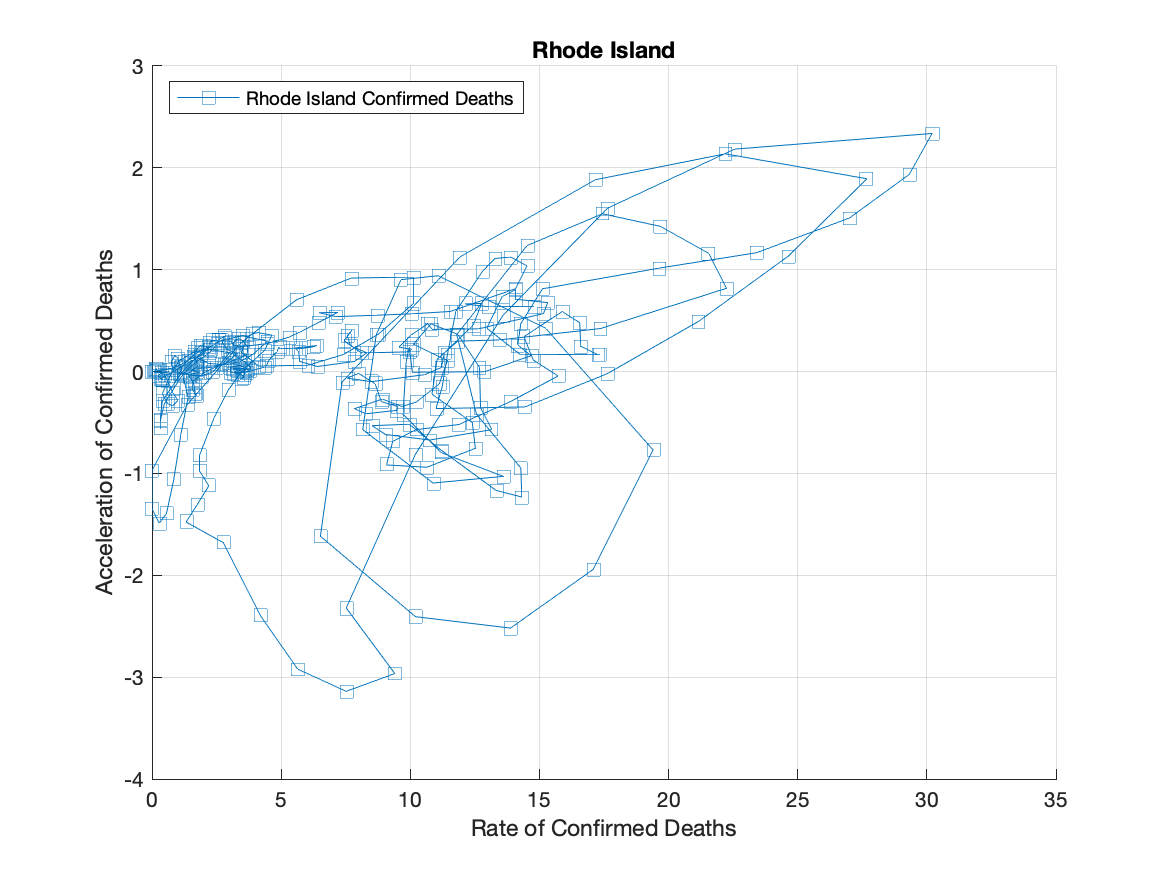 Rhode Island
Rhode Island Confirmed Deaths
3
2
1
0
-1
-2
-3
-4
Acceleration of Confirmed Deaths
0 5 10 15 20 25 30 35
Rate of Confirmed Deaths